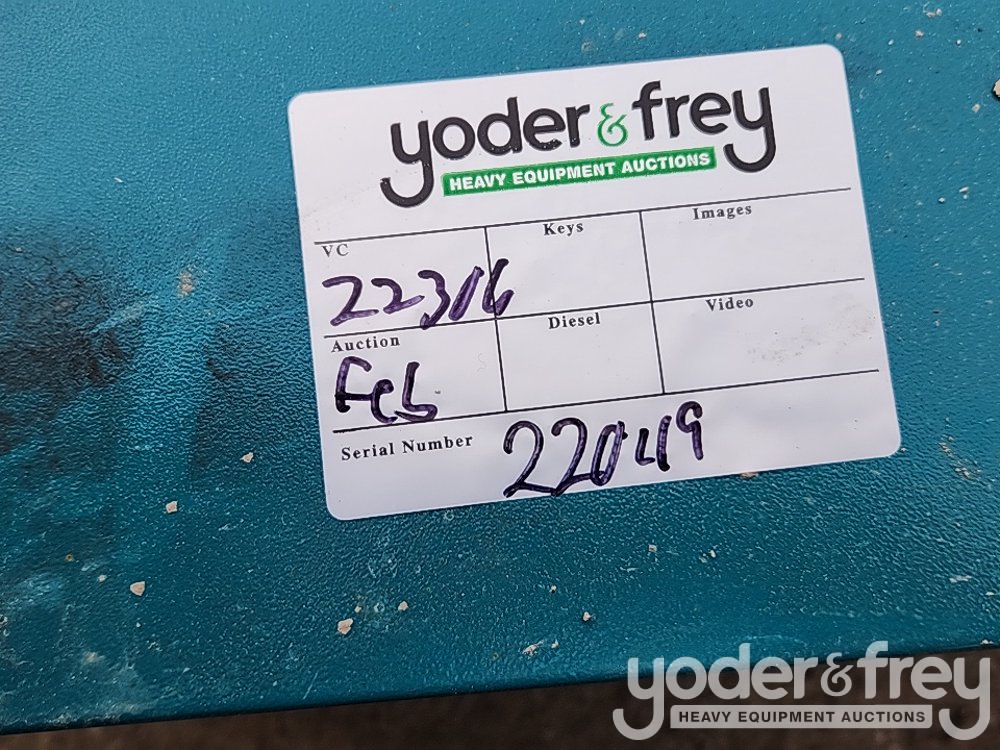 yoder & frey
HEAVY EQUIPMENT AUCTIONS
VC Keys Images
22316
Auction Diesel Video
Feb
Serial Number 22049
yoder & frey
HEAVY EQUIPMENT AUCTIONS